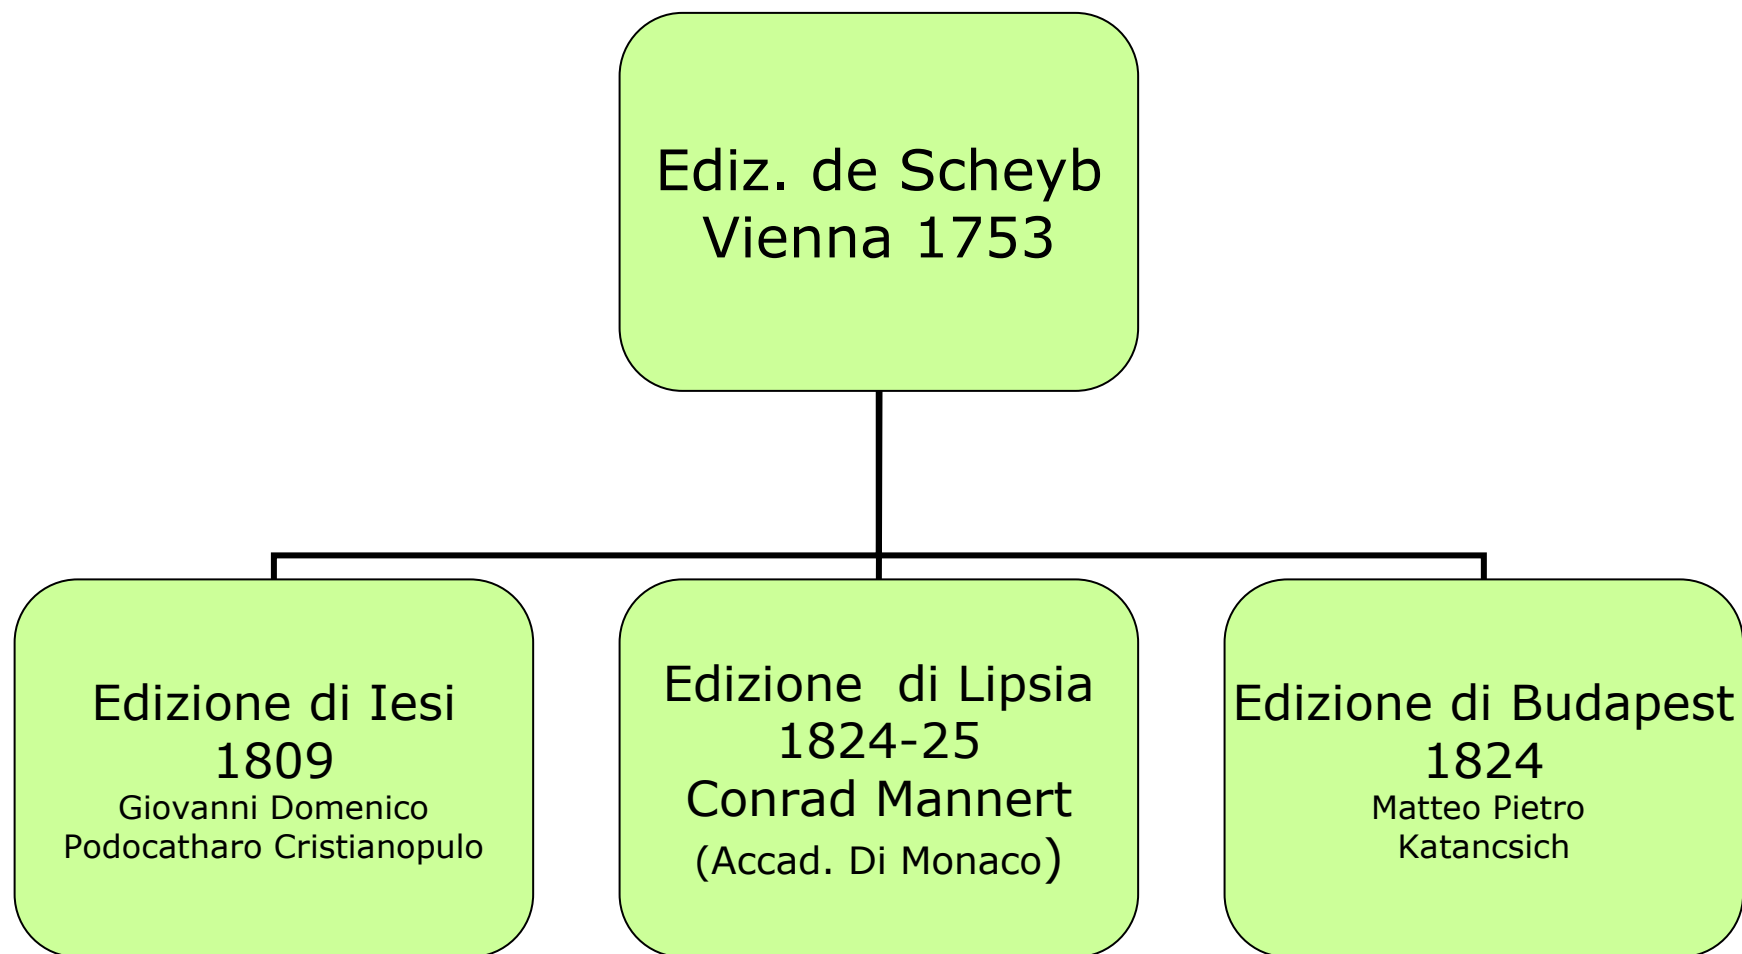 Ediz. de Scheyb
Vienna 1753
Edizione di Iesi
1809
Giovanni Domenico
Podocatharo Cristianopulo
Edizione  di Lipsia
1824-25
Conrad Mannert
(Accad. Di Monaco)
Edizione di Budapest
1824
Matteo Pietro
Katancsich